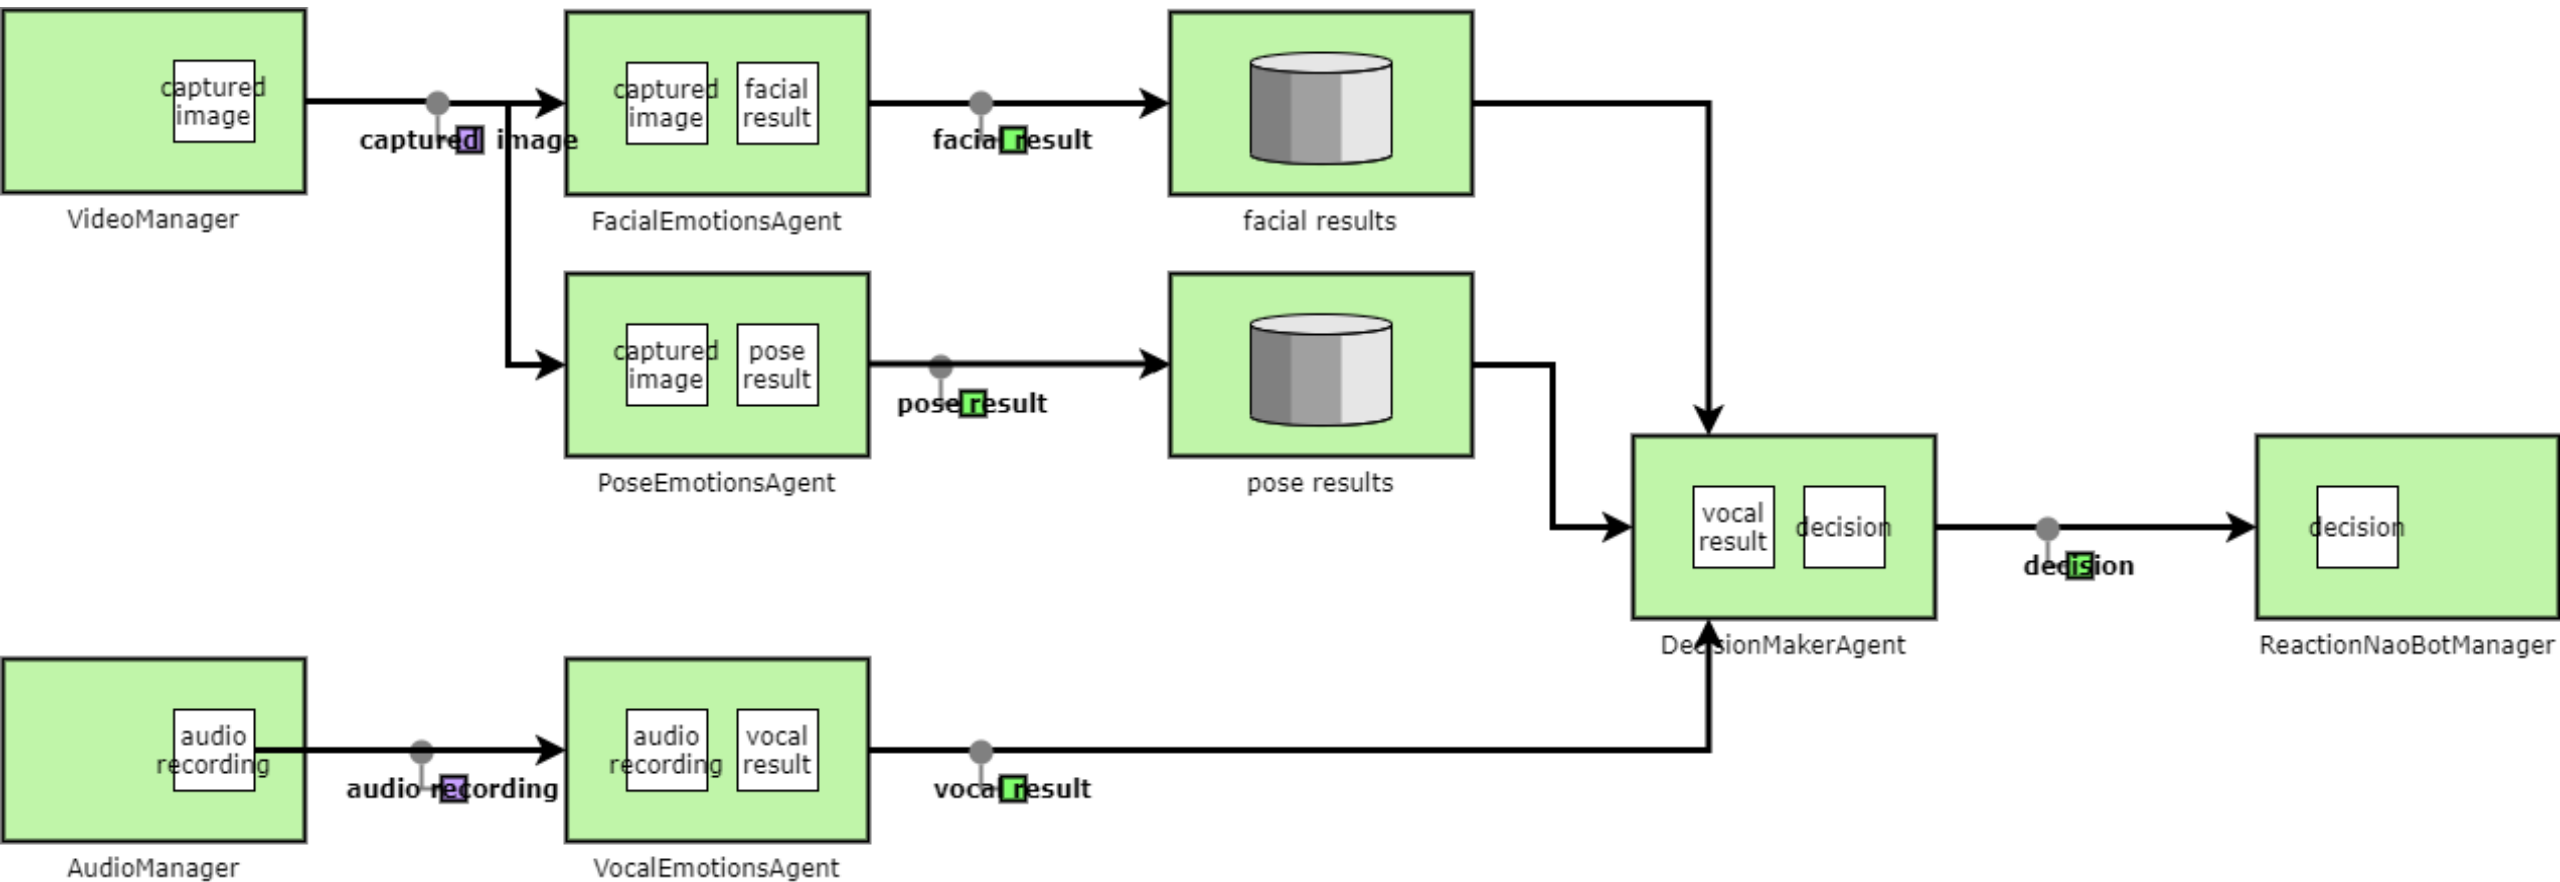 captured
image
VideoManager
captured image
captured
image
facial
result
FacialEmotionsAgent
facial result
facial results
captured
image
pose
result
PoseEmotionsAgent
pose result
pose results
vocal
result
decision
DecisionMakerAgent
decision
decision
ReactionNaoBotManager
audio
recording
AudioManager
audio recording
audio
recording
vocal
result
VocalEmotionsAgent
vocal result